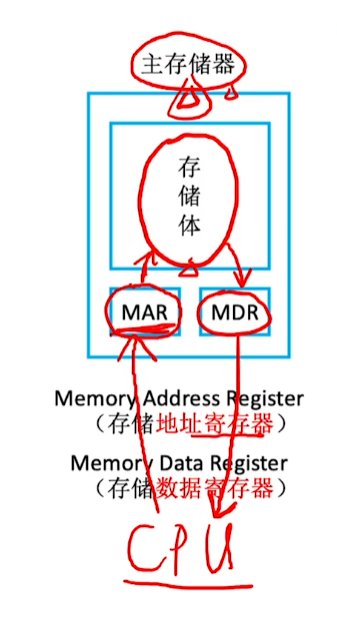 主存储器
存
储
体
MAR MDR
Memory Address Register
（存储地址寄存器）
Memory Data Register
（存储数据寄存器）
CPU